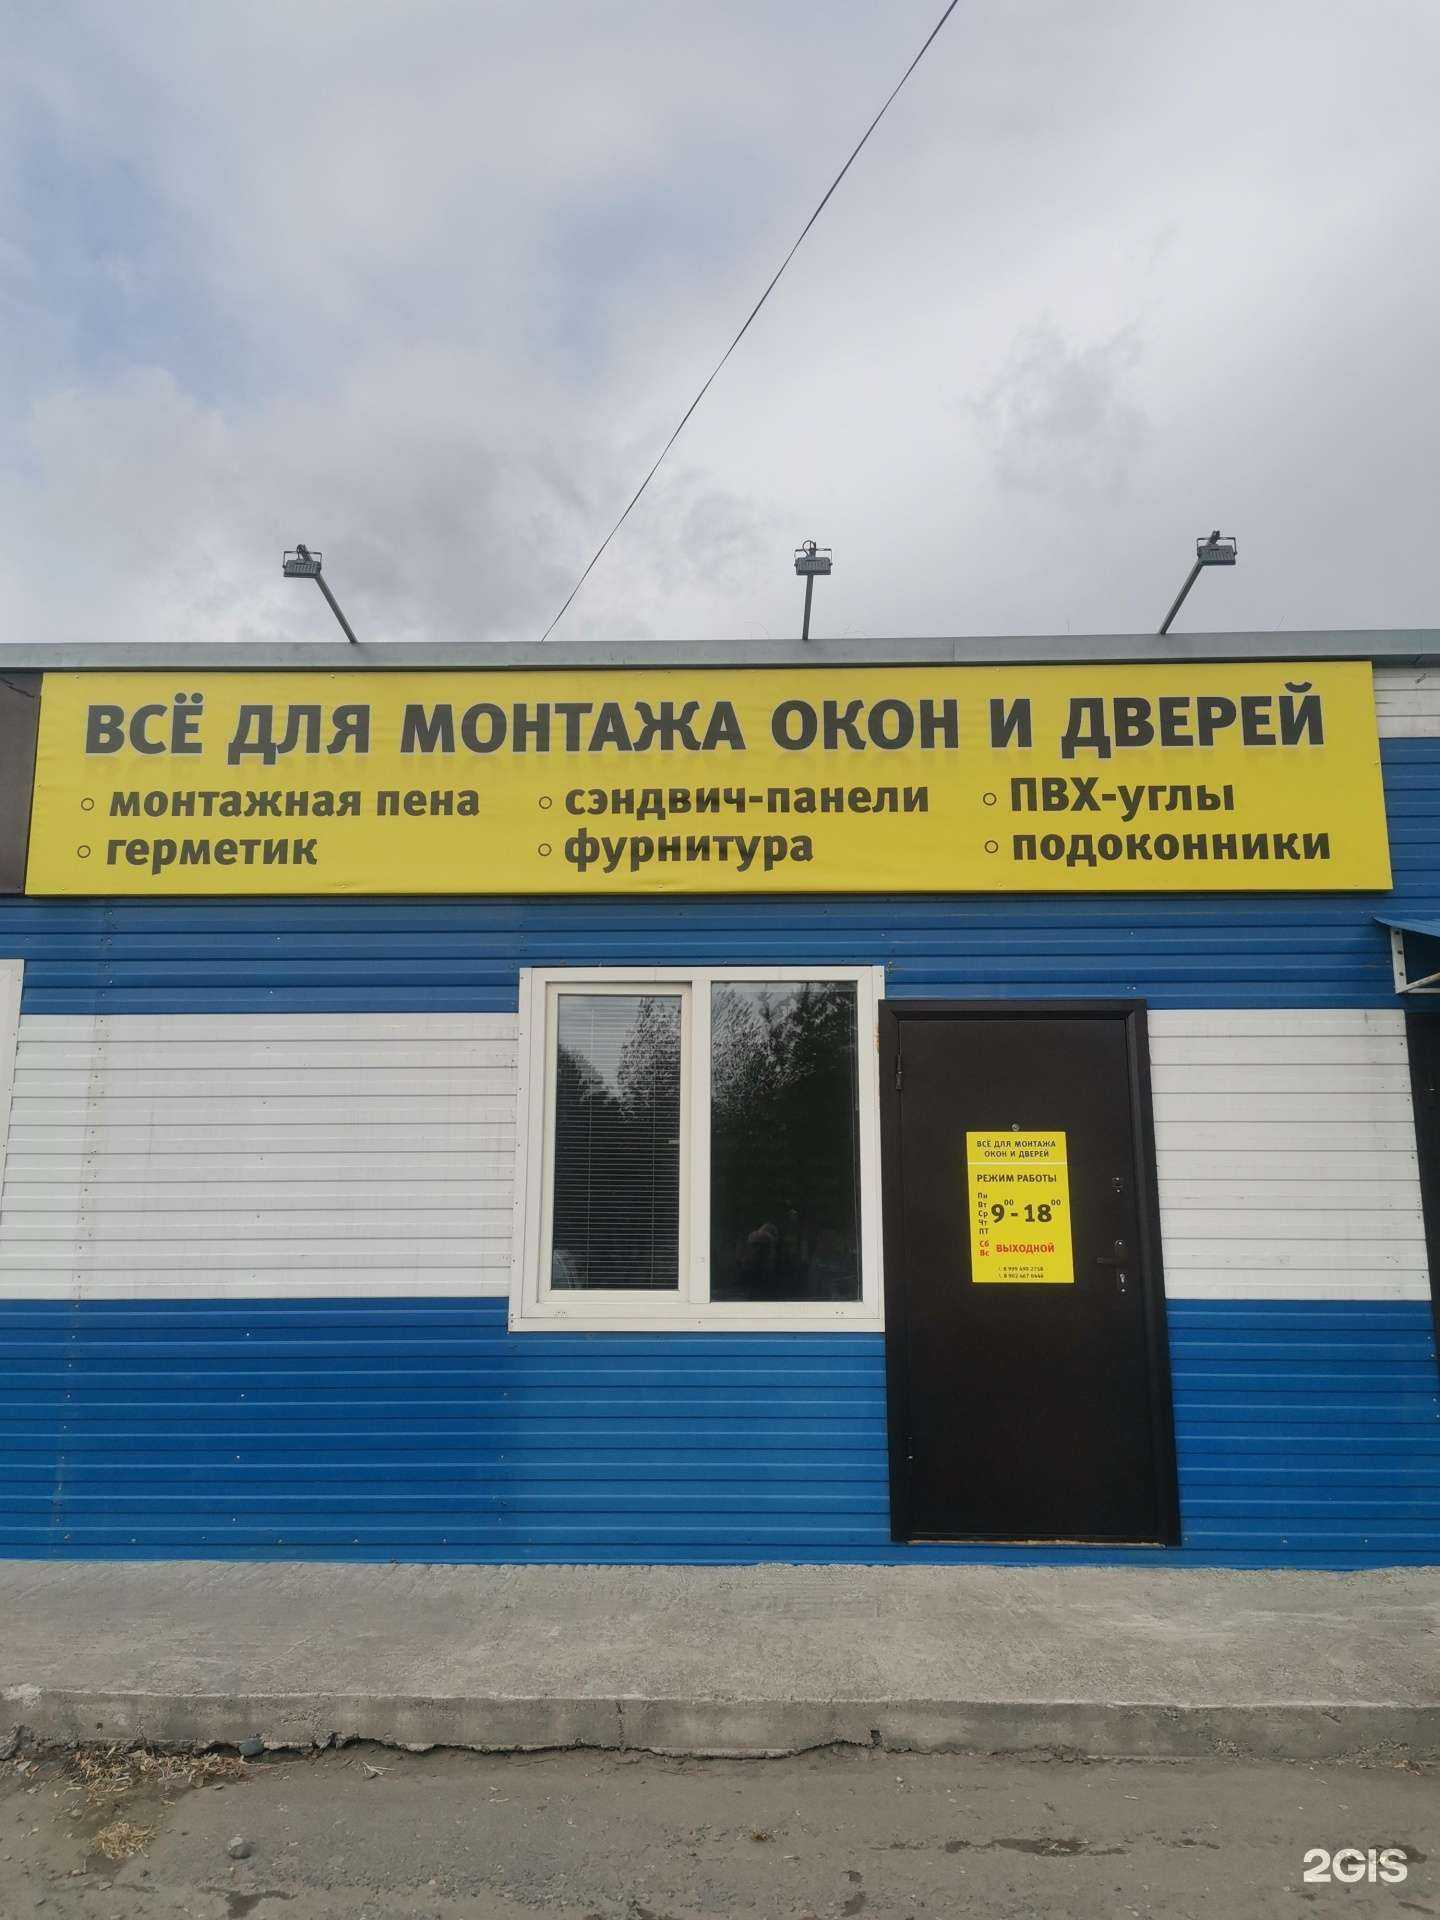 ВСЁ ДЛЯ МОНТАЖА ОКОН И ДВЕРЕЙ
◦ монтажная пена ◦ сэндвич-панели ◦ ПВХ-углы
◦ герметик ◦ фурнитура ◦ подоконники
ВСЁ ДЛЯ МОНТАЖА
ОКОН И ДВЕРЕЙ
РЕЖИМ РАБОТЫ
Пн
Вт
Ср
Чт
ПТ
9⁰⁰ - 18⁰⁰
Сб
Вс
ВЫХОДНОЙ
2GIS